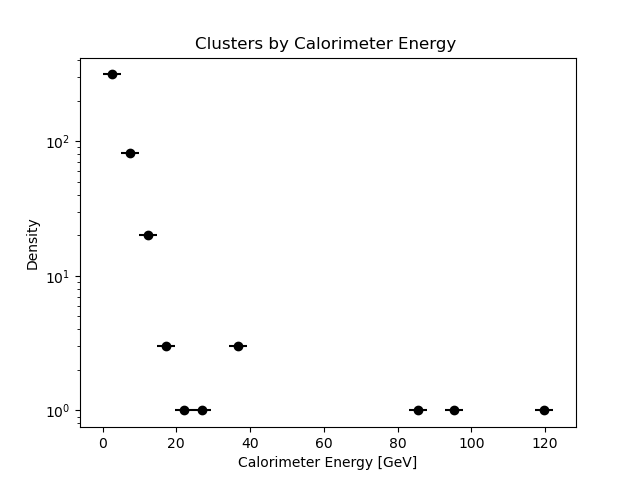 Clusters by Calorimeter Energy
Density
10²
10¹
10⁰
0 20 40 60 80 100 120
Calorimeter Energy [GeV]